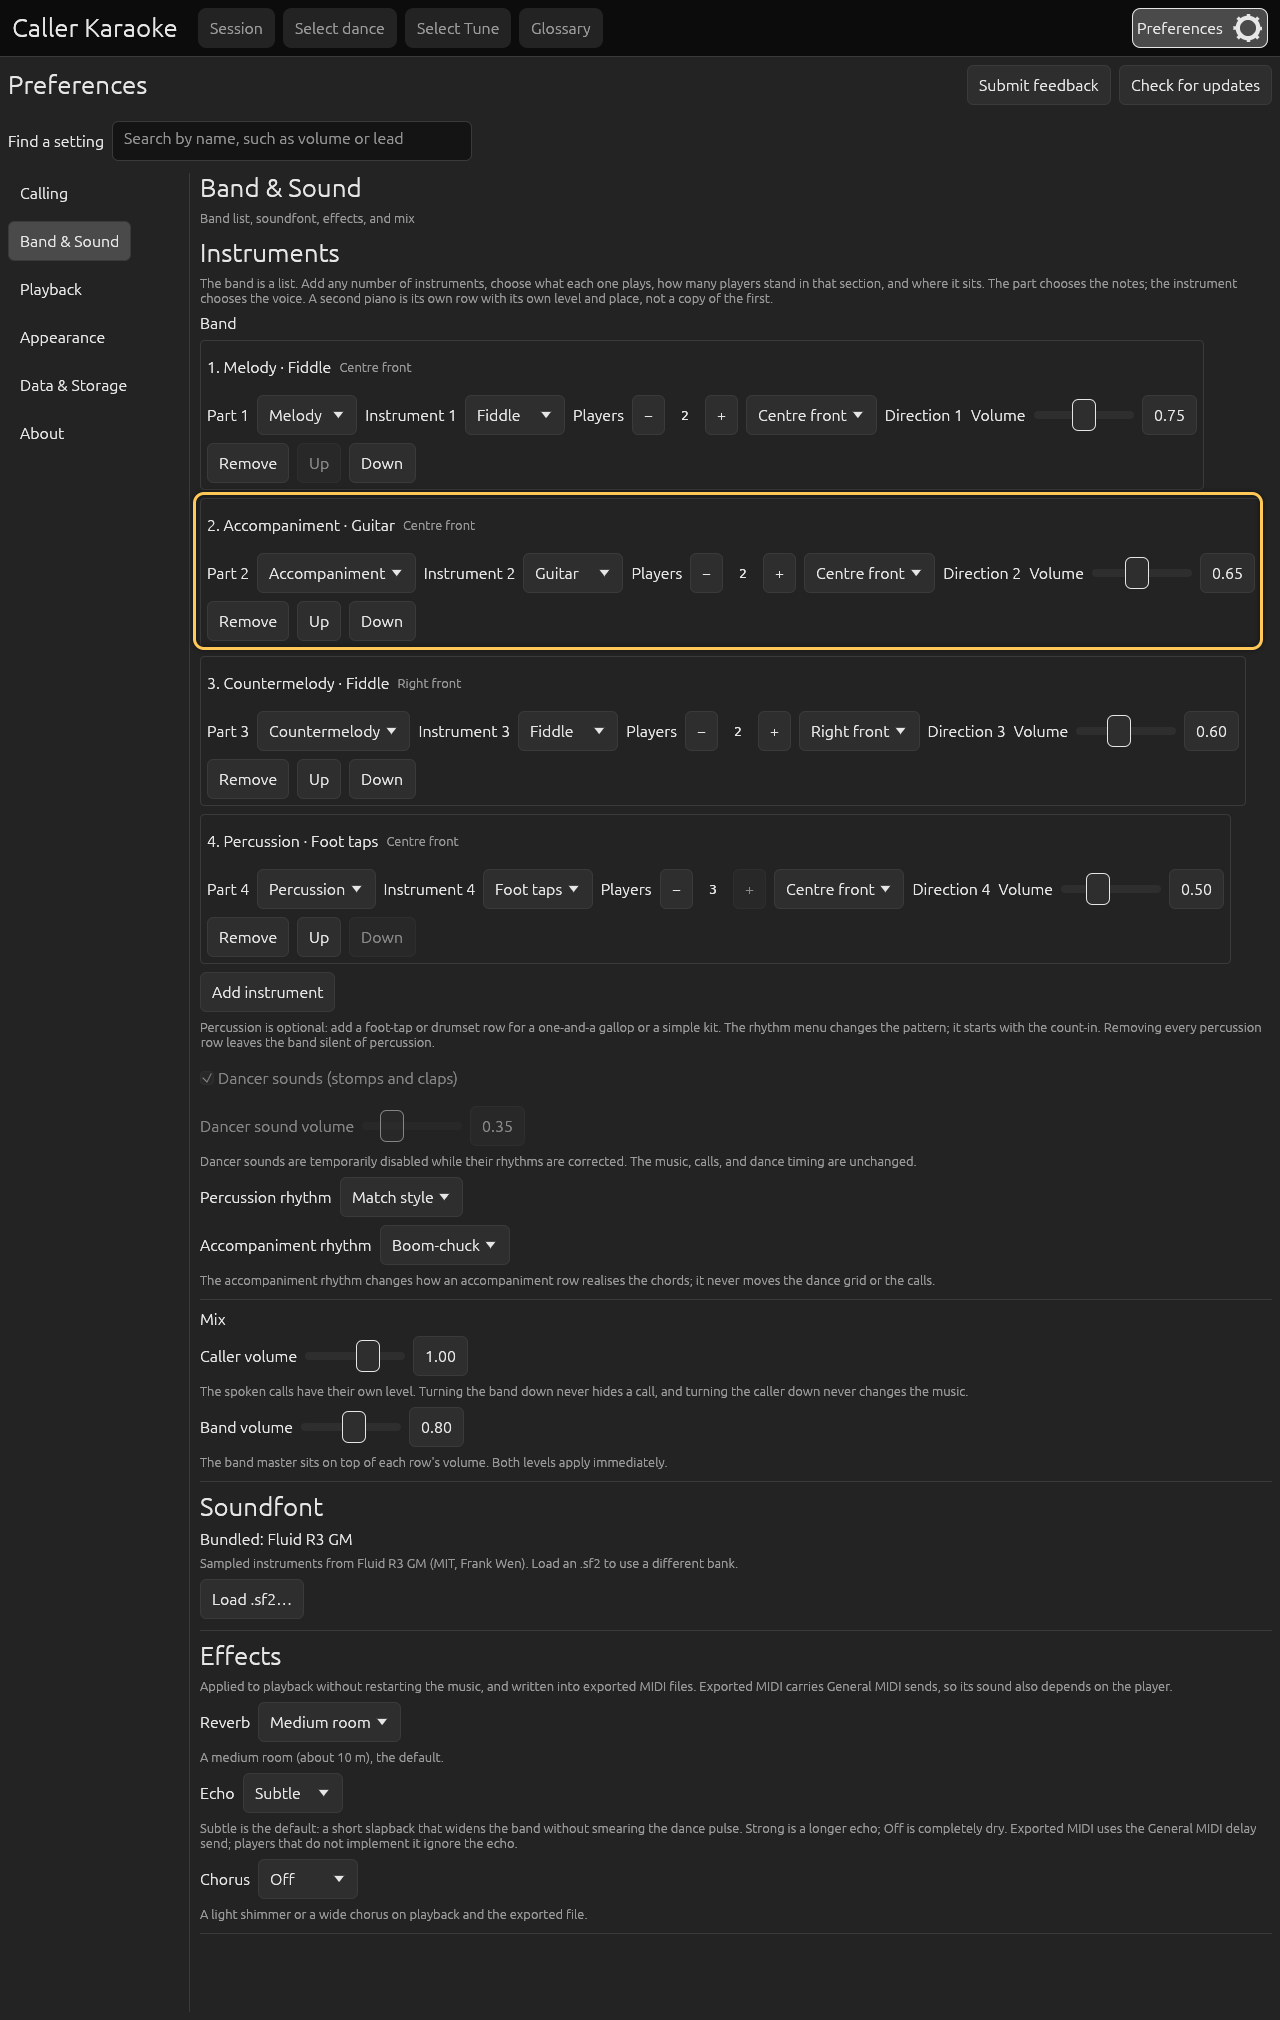 Caller Karaoke Session Select dance Select Tune Glossary Preferences
Preferences Submit feedback Check for updates
Find a setting Search by name, such as volume or lead
Calling
Band & Sound
Playback
Appearance
Data & Storage
About
Band & Sound
Band list, soundfont, effects, and mix
Instruments
The band is a list. Add any number of instruments, choose what each one plays, how many players stand in that section, and where it sits. The part chooses the notes; the instrument
chooses the voice. A second piano is its own row with its own level and place, not a copy of the first.
Band
1. Melody · Fiddle Centre front
Part 1 Melody Instrument 1 Fiddle Players − 2 + Centre front Direction 1 Volume 0.75
Remove Up Down
2. Accompaniment · Guitar Centre front
Part 2 Accompaniment Instrument 2 Guitar Players − 2 + Centre front Direction 2 Volume 0.65
Remove Up Down
3. Countermelody · Fiddle Right front
Part 3 Countermelody Instrument 3 Fiddle Players − 2 + Right front Direction 3 Volume 0.60
Remove Up Down
4. Percussion · Foot taps Centre front
Part 4 Percussion Instrument 4 Foot taps Players − 3 + Centre front Direction 4 Volume 0.50
Remove Up Down
Add instrument
Percussion is optional: add a foot-tap or drumset row for a one-and-a gallop or a simple kit. The rhythm menu changes the pattern; it starts with the count-in. Removing every percussion
row leaves the band silent of percussion.
Dancer sounds (stomps and claps)
Dancer sound volume 0.35
Dancer sounds are temporarily disabled while their rhythms are corrected. The music, calls, and dance timing are unchanged.
Percussion rhythm Match style
Accompaniment rhythm Boom-chuck
The accompaniment rhythm changes how an accompaniment row realises the chords; it never moves the dance grid or the calls.
Mix
Caller volume 1.00
The spoken calls have their own level. Turning the band down never hides a call, and turning the caller down never changes the music.
Band volume 0.80
The band master sits on top of each row's volume. Both levels apply immediately.
Soundfont
Bundled: Fluid R3 GM
Sampled instruments from Fluid R3 GM (MIT, Frank Wen). Load an .sf2 to use a different bank.
Load .sf2…
Effects
Applied to playback without restarting the music, and written into exported MIDI files. Exported MIDI carries General MIDI sends, so its sound also depends on the player.
Reverb Medium room
A medium room (about 10 m), the default.
Echo Subtle
Subtle is the default: a short slapback that widens the band without smearing the dance pulse. Strong is a longer echo; Off is completely dry. Exported MIDI uses the General MIDI delay
send; players that do not implement it ignore the echo.
Chorus Off
A light shimmer or a wide chorus on playback and the exported file.